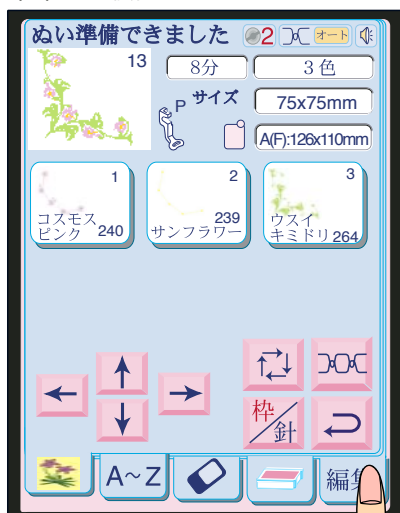 ぬい準備できました 2 オート
13 8分 3色
P サイズ 75x75mm
A(F):126x110mm
1
コスモス
ピンク 240
2
239
サンフラワー
3
ウスイ
キミドリ 264
枠/針
A～Z 編集